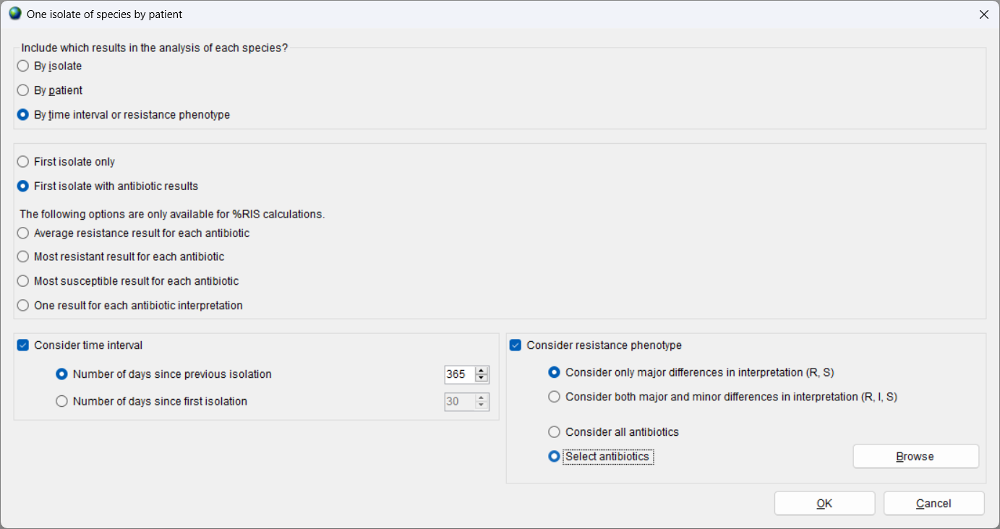 One isolate of species by patient
Include which results in the analysis of each species?
By isolate
By patient
By time interval or resistance phenotype
First isolate only
First isolate with antibiotic results
The following options are only available for %RIS calculations.
Average resistance result for each antibiotic
Most resistant result for each antibiotic
Most susceptible result for each antibiotic
One result for each antibiotic interpretation
Consider time interval
Number of days since previous isolation 365
Number of days since first isolation 30
Consider resistance phenotype
Consider only major differences in interpretation (R, S)
Consider both major and minor differences in interpretation (R, I, S)
Consider all antibiotics
Select antibiotics
Browse
OK
Cancel